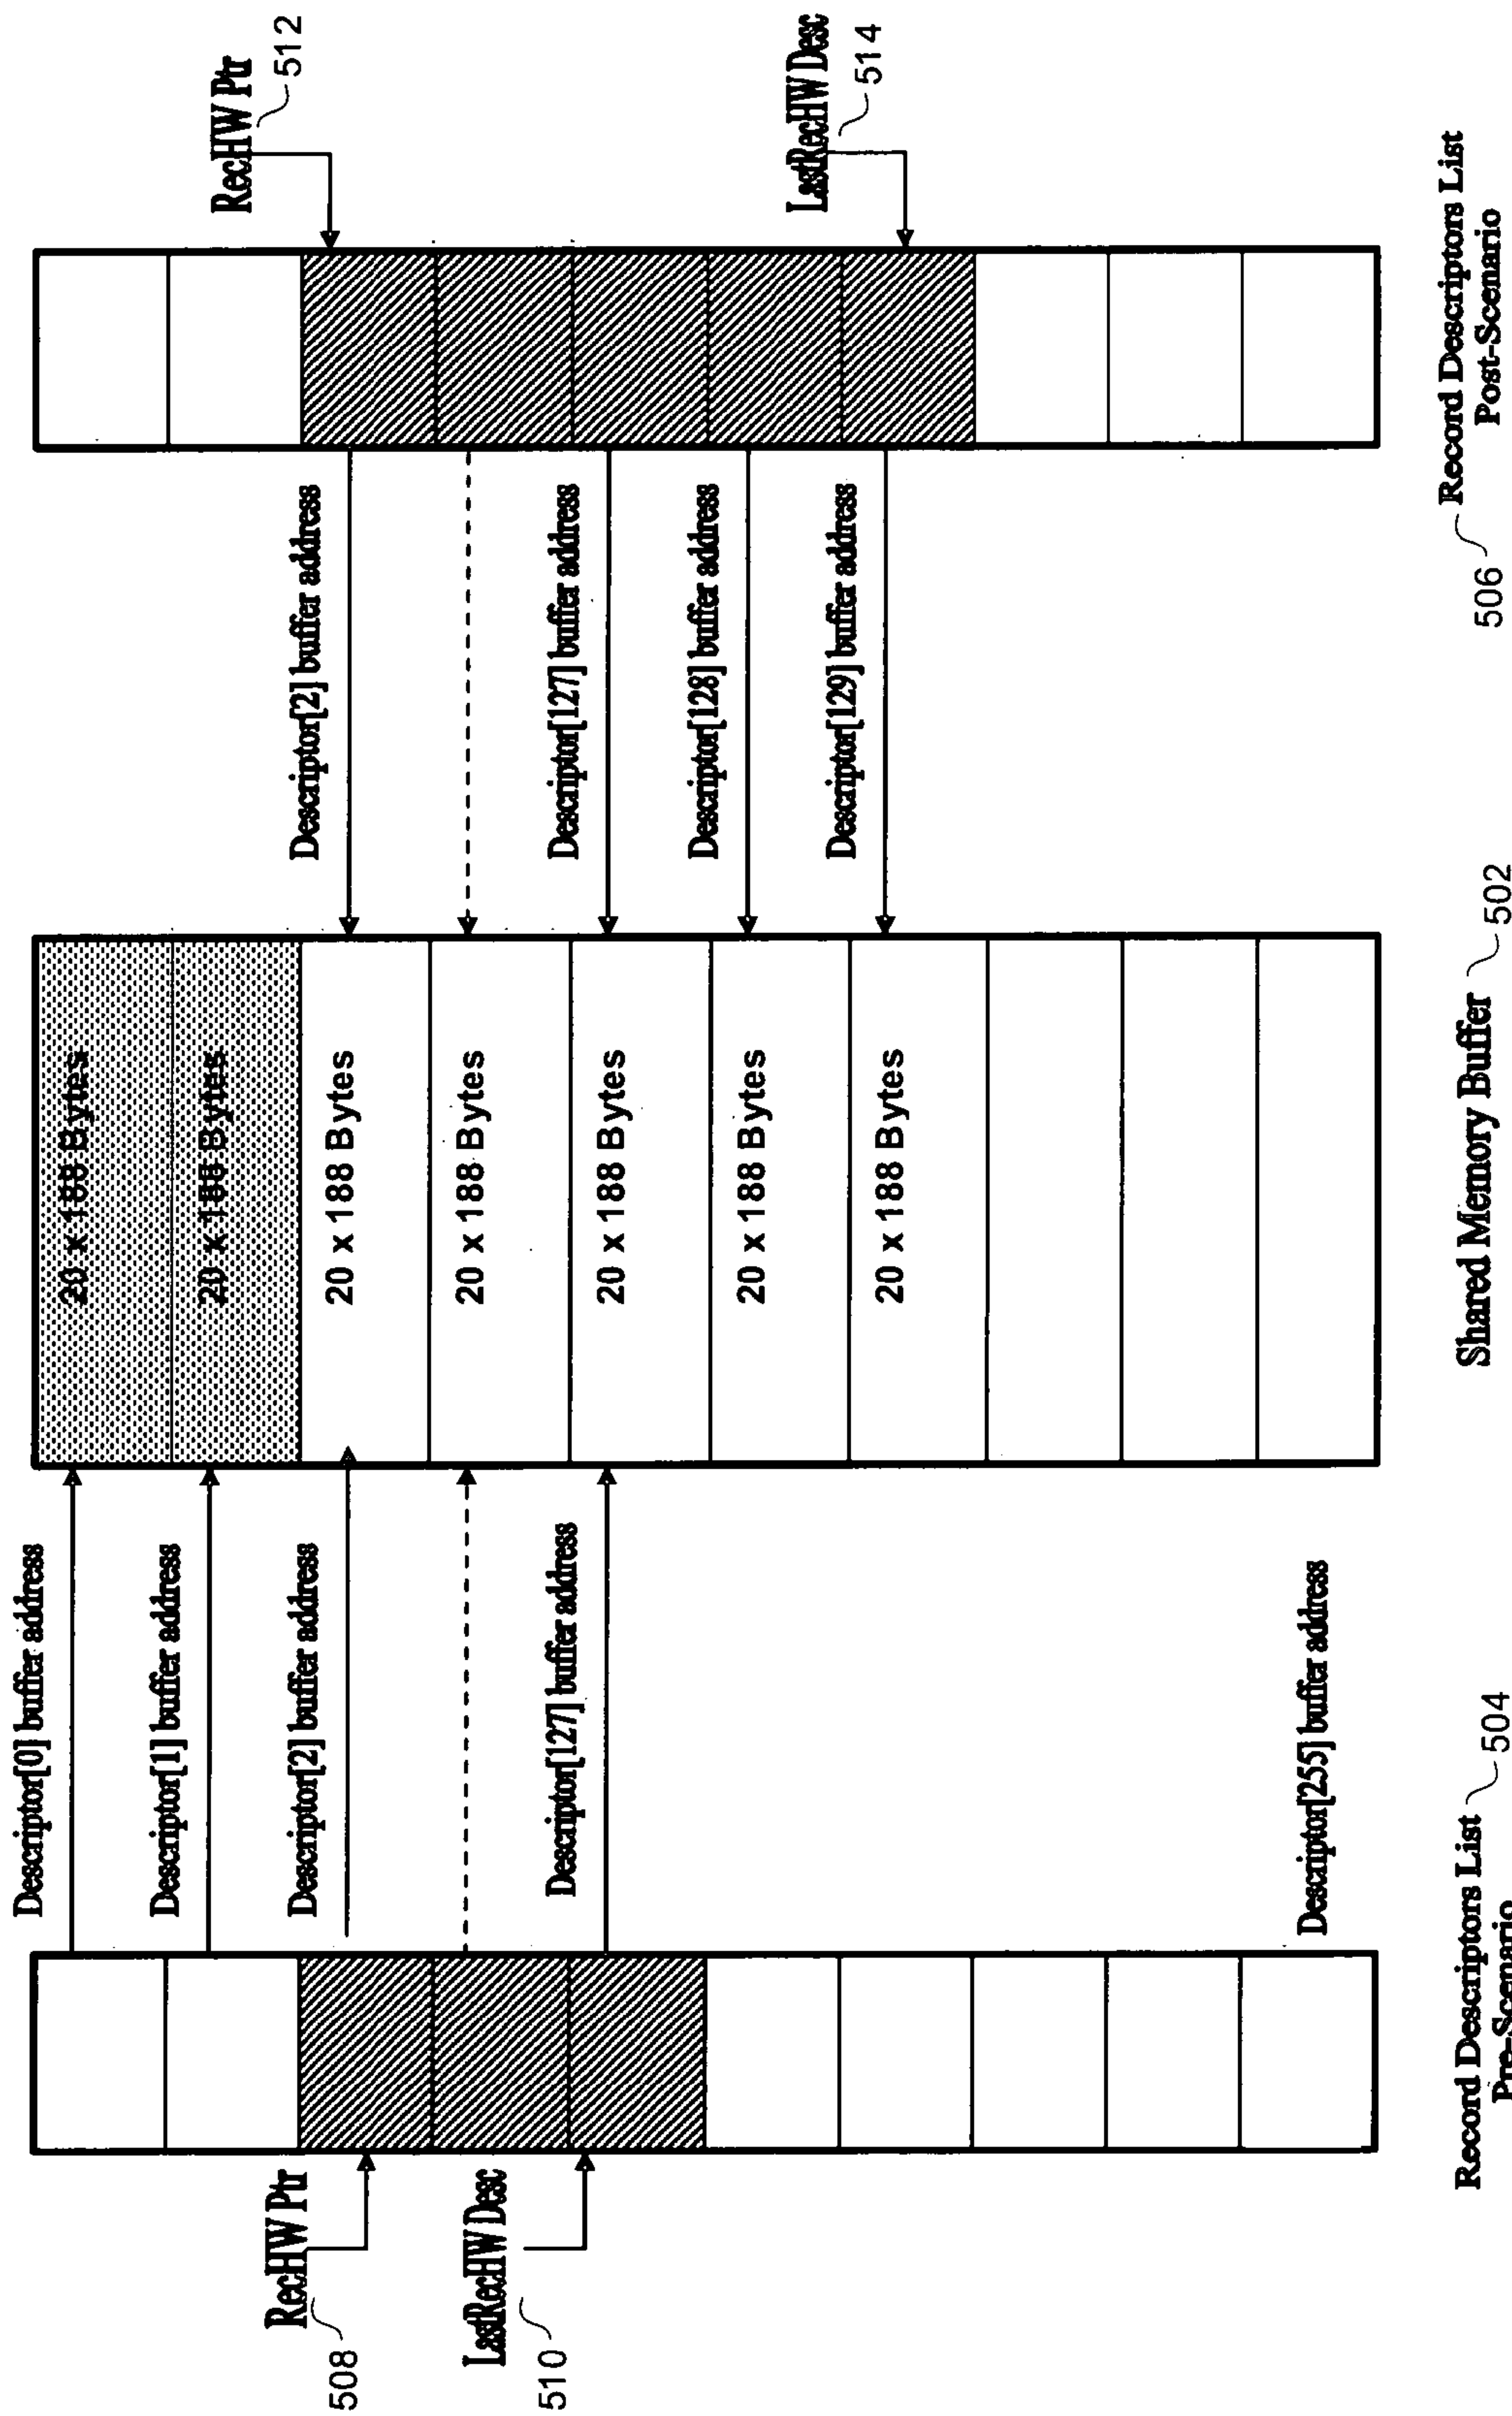 Descriptor[0] buffer address
Descriptor[1] buffer address
Descriptor[2] buffer address
Descriptor[127] buffer address
Descriptor[255] buffer address
RecHW Ptr
508
LastRecHW Desc
510
20 x 188 Bytes
20 x 188 Bytes
20 x 188 Bytes
20 x 188 Bytes
20 x 188 Bytes
20 x 188 Bytes
20 x 188 Bytes
Descriptor[2] buffer address
Descriptor[127] buffer address
Descriptor[128] buffer address
Descriptor[129] buffer address
RecHW Ptr
512
LastRecHW Desc
514
Record Descriptors List
504
Pre-Scenario
Shared Memory Buffer
502
506
Record Descriptors List
Post-Scenario